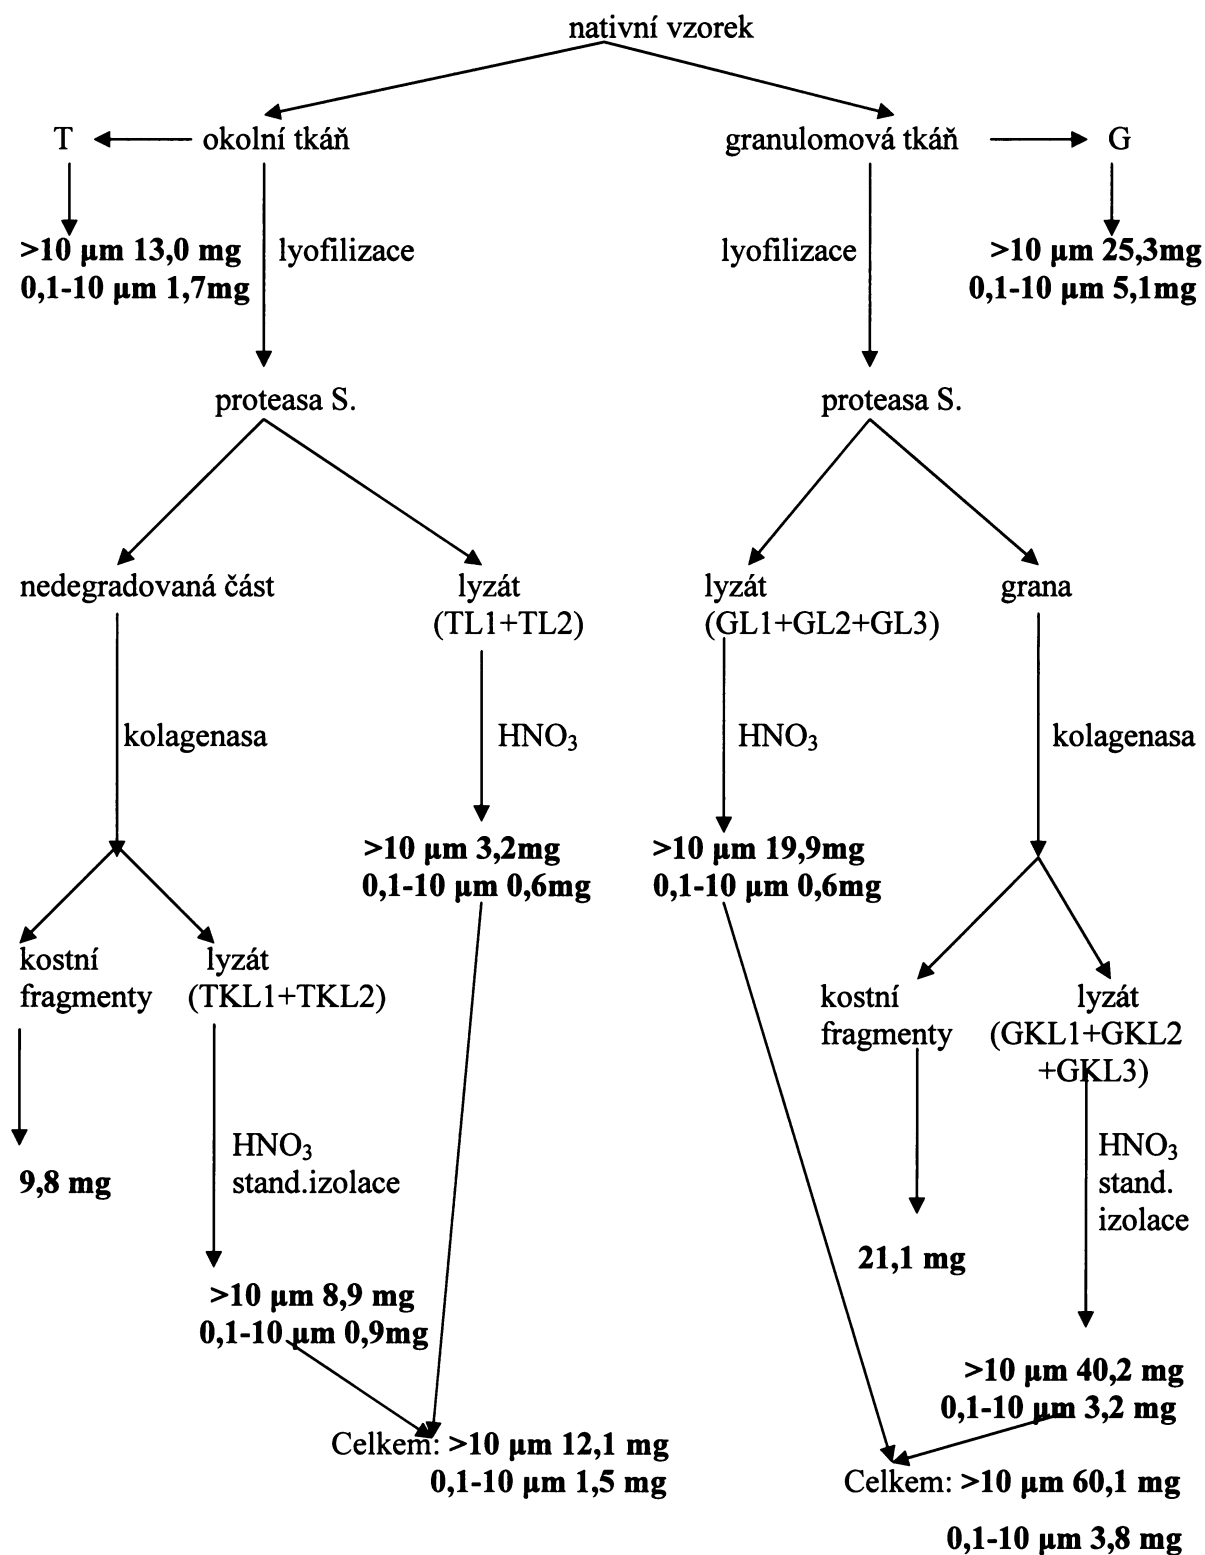 nativní vzorek
T
okolní tkáň
granulomová tkáň
G
>10 µm 13,0 mg
0,1-10 µm 1,7mg
lyofilizace
lyofilizace
>10 µm 25,3mg
0,1-10 µm 5,1mg
proteasa S.
proteasa S.
nedegradovaná část
lyzát
(TL1+TL2)
lyzát
(GL1+GL2+GL3)
grana
kolagenasa
HNO₃
HNO₃
kolagenasa
>10 µm 3,2mg
0,1-10 µm 0,6mg
>10 µm 19,9mg
0,1-10 µm 0,6mg
kostní
fragmenty
lyzát
(TKL1+TKL2)
kostní
fragmenty
lyzát
(GKL1+GKL2
+GKL3)
HNO₃
stand.izolace
HNO₃
stand.
izolace
9,8 mg
21,1 mg
>10 µm 8,9 mg
0,1-10 µm 0,9mg
>10 µm 40,2 mg
0,1-10 µm 3,2 mg
Celkem: >10 µm 12,1 mg
0,1-10 µm 1,5 mg
Celkem: >10 µm 60,1 mg
0,1-10 µm 3,8 mg